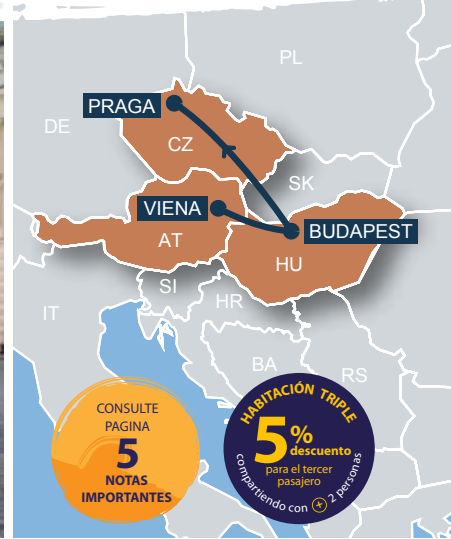 PL
PRAGA
DE
CZ
SK
VIENA
BUDAPEST
AT
HU
SI
HR
IT
BA
RS
CONSULTE
PAGINA
5
NOTAS
IMPORTANTES
HABITACIÓN TRIPLE
5%
descuento
para el tercer
pasajero
compartiendo con + 2 personas